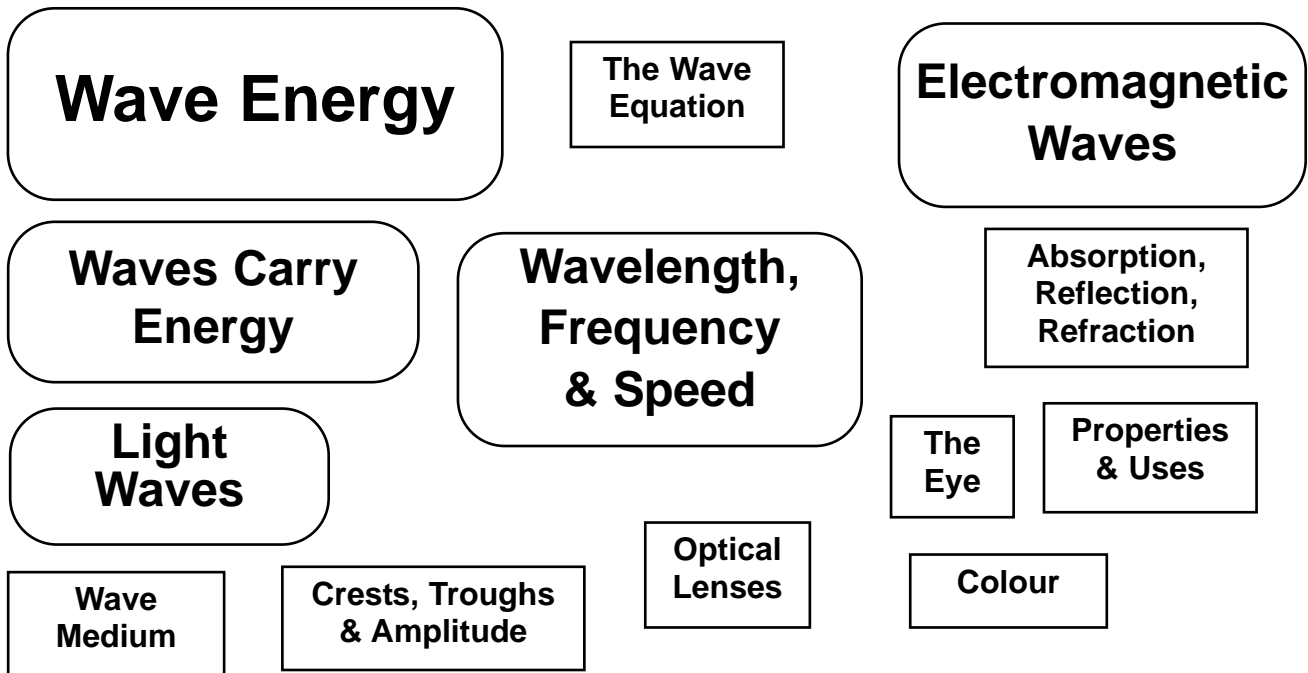 Wave Energy
The Wave
Equation
Electromagnetic
Waves
Waves Carry
Energy
Wavelength,
Frequency
& Speed
Absorption,
Reflection,
Refraction
Light
Waves
The
Eye
Properties
& Uses
Optical
Lenses
Colour
Wave
Medium
Crests, Troughs
& Amplitude